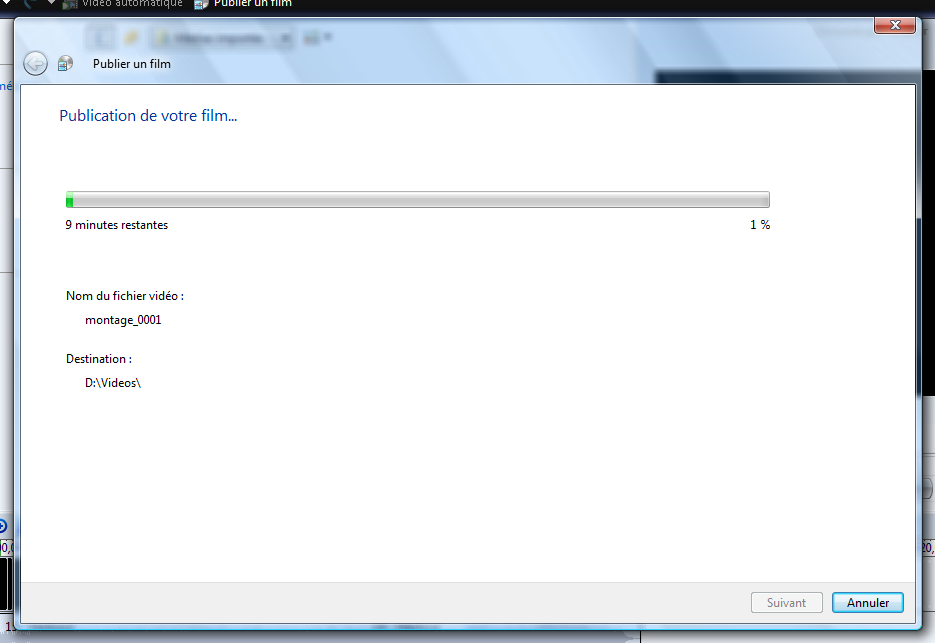 Vidéo automatique Publier un film
Publier un film
Publication de votre film...
9 minutes restantes 1 %
Nom du fichier vidéo :
montage_0001
Destination :
D:\Videos\
Suivant Annuler